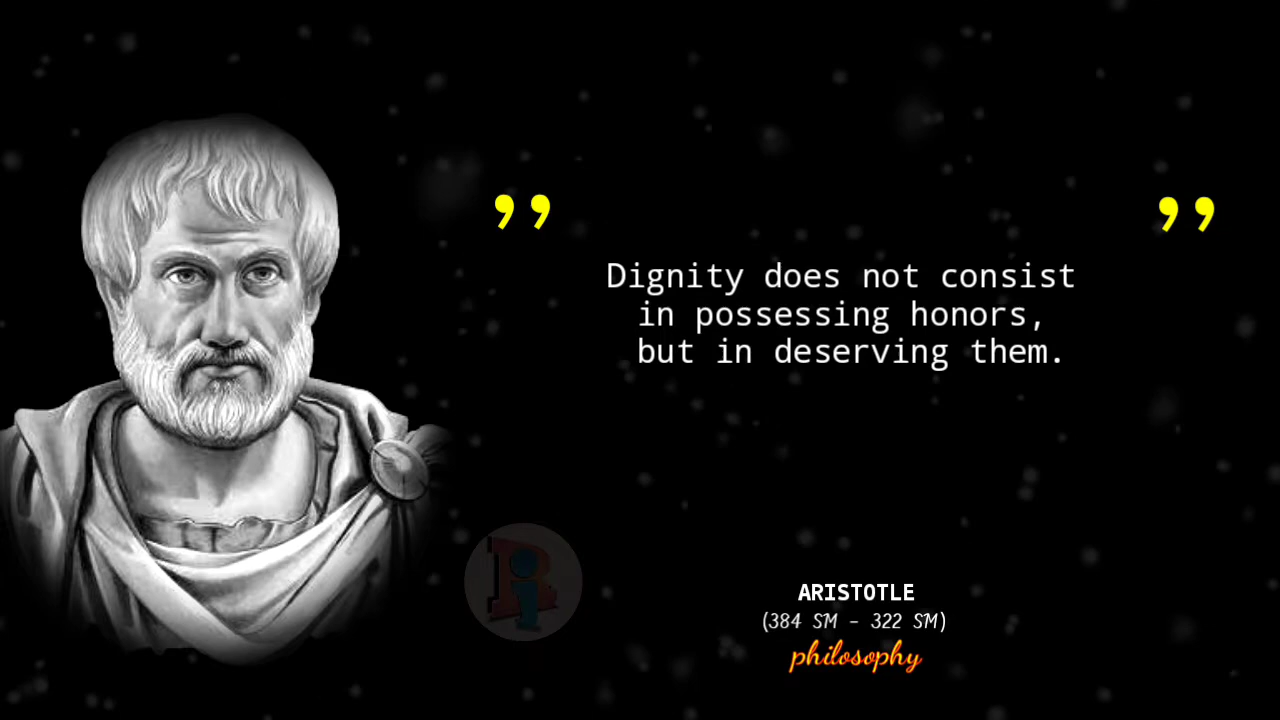 ” ”
Dignity does not consist
in possessing honors,
but in deserving them.
ARISTOTLE
(384 SM - 322 SM)
philosophy